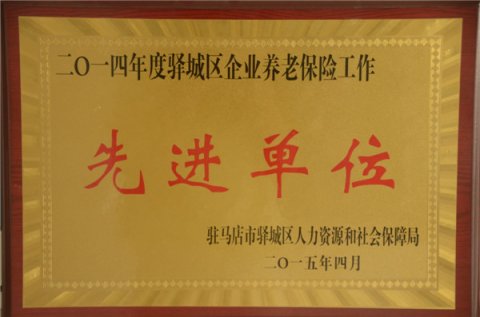 二〇一四年度驿城区企业养老保险工作
先进单位
驻马店市驿城区人力资源和社会保障局
二〇一五年四月